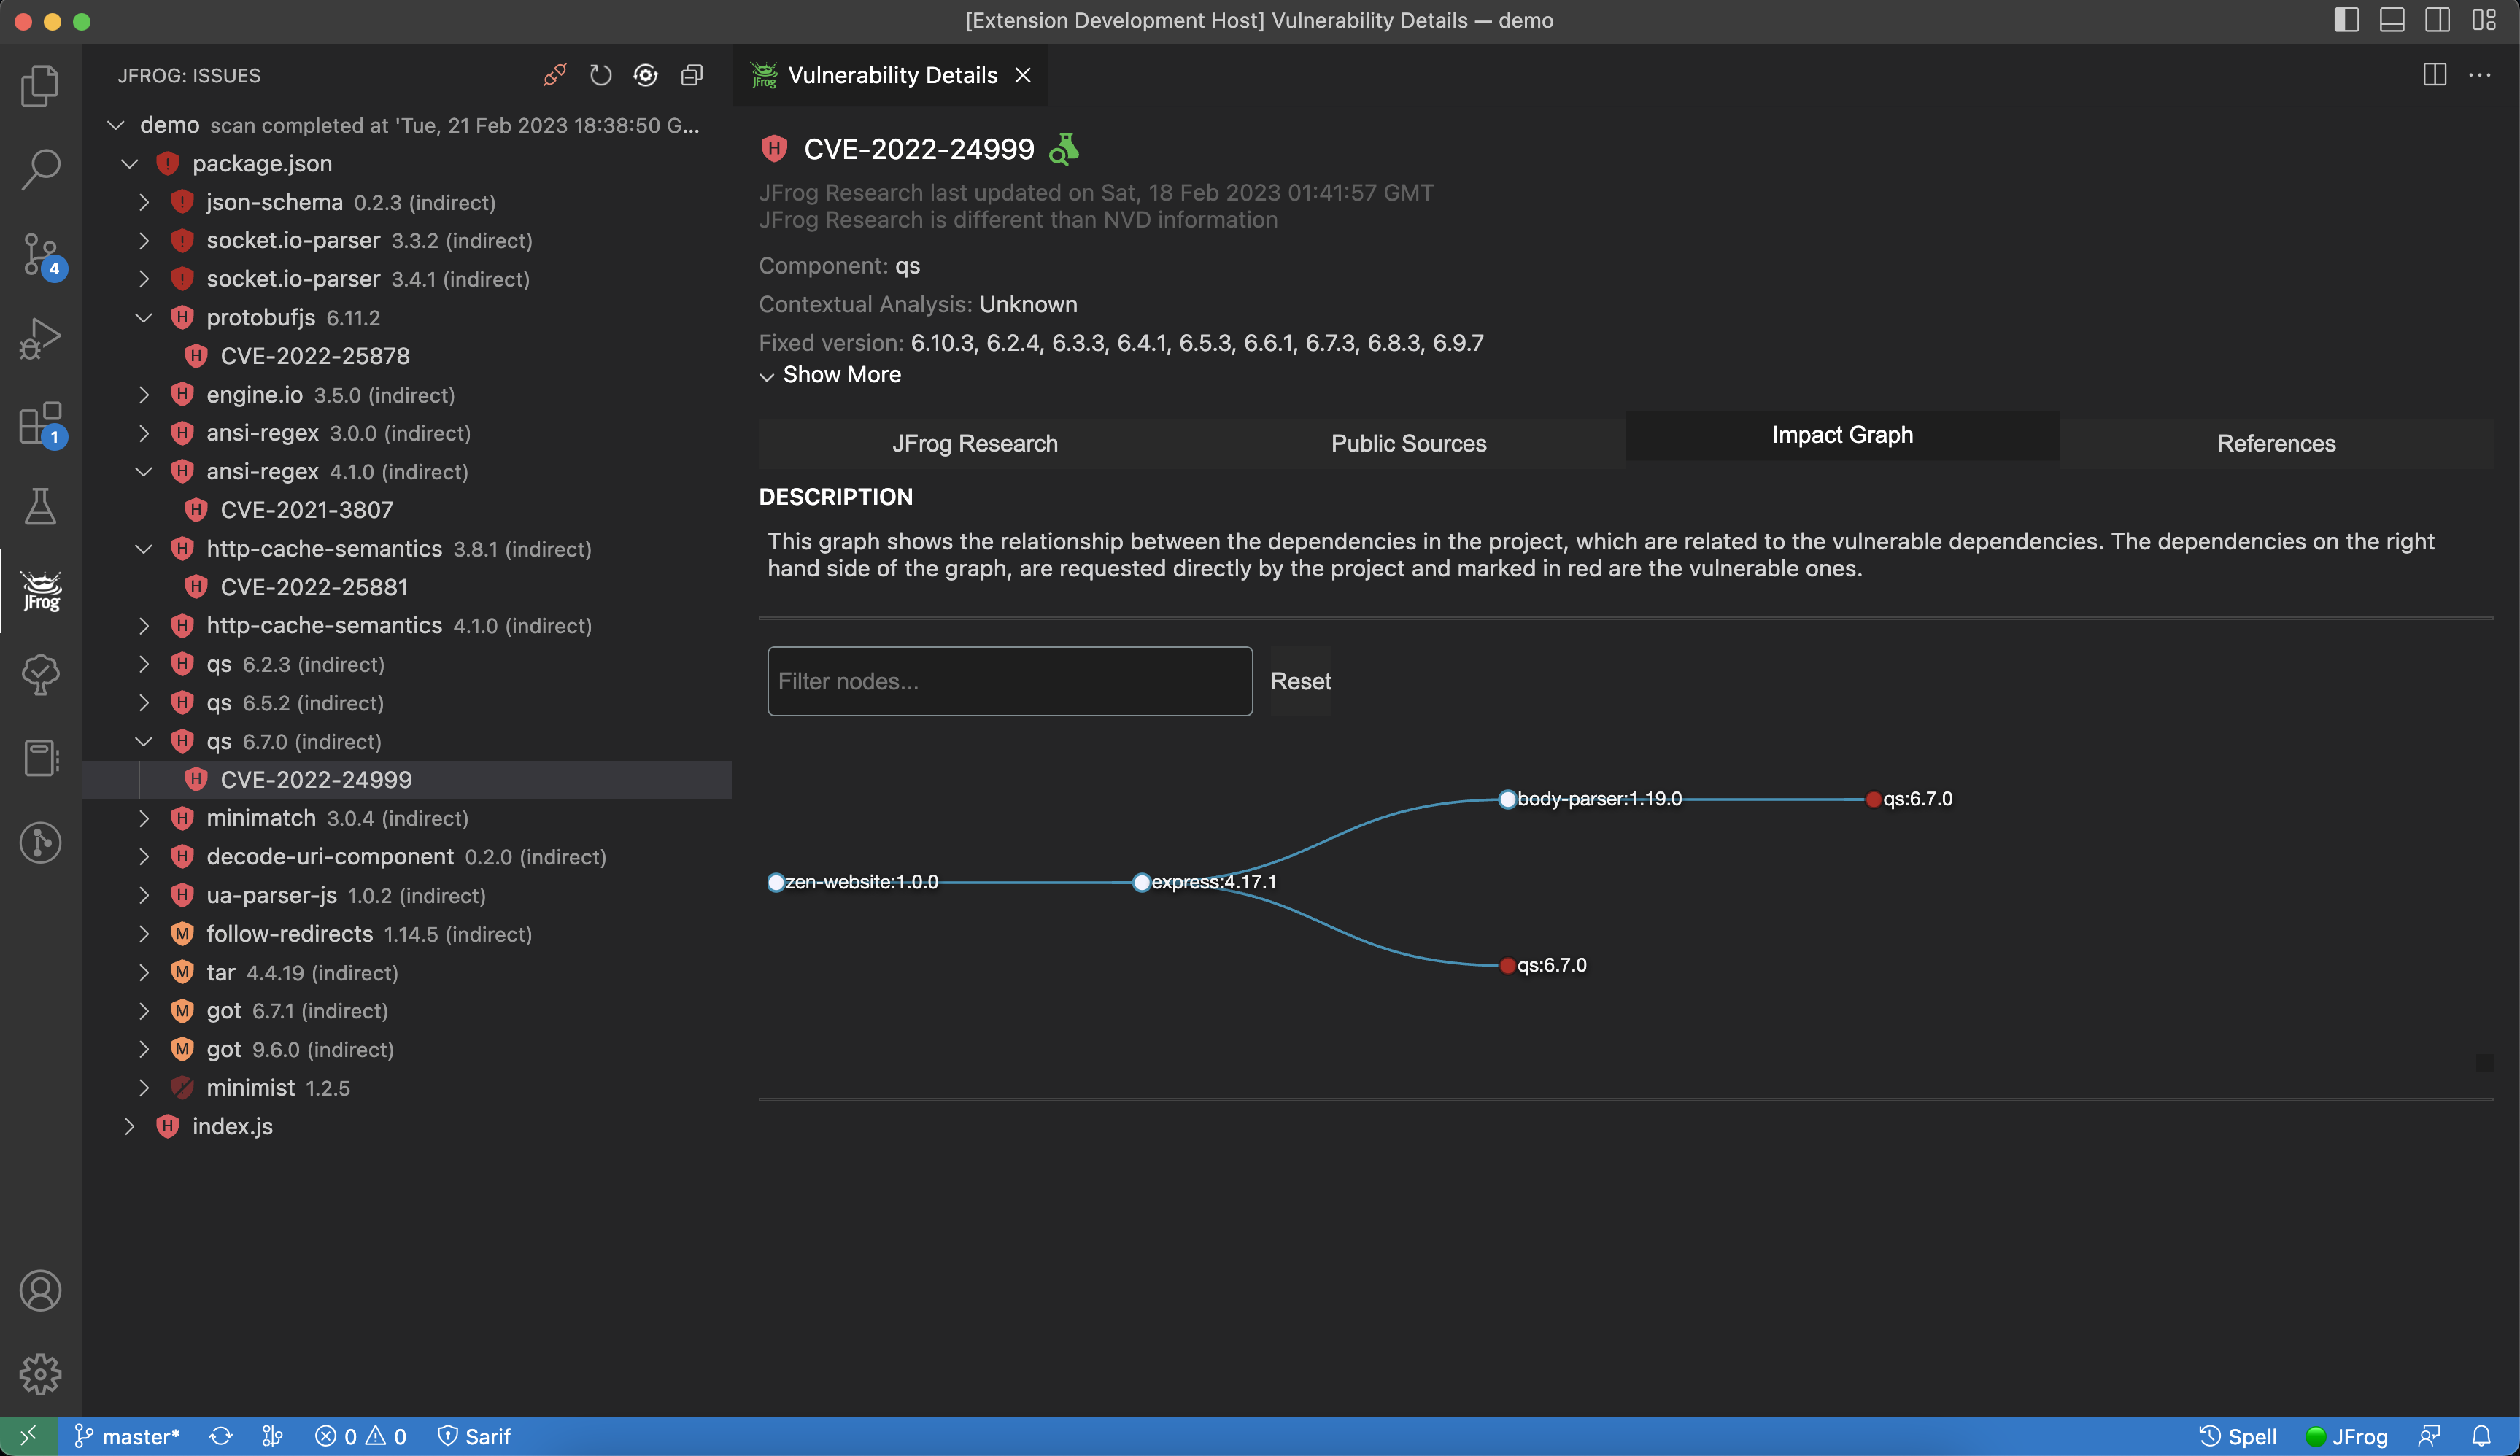 [Extension Development Host] Vulnerability Details — demo
JFROG: ISSUES
demo scan completed at 'Tue, 21 Feb 2023 18:38:50 G...
package.json
json-schema 0.2.3 (indirect)
socket.io-parser 3.3.2 (indirect)
socket.io-parser 3.4.1 (indirect)
H protobufjs 6.11.2
H CVE-2022-25878
H engine.io 3.5.0 (indirect)
H ansi-regex 3.0.0 (indirect)
H ansi-regex 4.1.0 (indirect)
H CVE-2021-3807
H http-cache-semantics 3.8.1 (indirect)
H CVE-2022-25881
H http-cache-semantics 4.1.0 (indirect)
H qs 6.2.3 (indirect)
H qs 6.5.2 (indirect)
H qs 6.7.0 (indirect)
H CVE-2022-24999
H minimatch 3.0.4 (indirect)
H decode-uri-component 0.2.0 (indirect)
H ua-parser-js 1.0.2 (indirect)
M follow-redirects 1.14.5 (indirect)
M tar 4.4.19 (indirect)
M got 6.7.1 (indirect)
M got 9.6.0 (indirect)
minimist 1.2.5
H index.js
4
1
JFrog
JFrog Vulnerability Details
H CVE-2022-24999
JFrog Research last updated on Sat, 18 Feb 2023 01:41:57 GMT
JFrog Research is different than NVD information
Component: qs
Contextual Analysis: Unknown
Fixed version: 6.10.3, 6.2.4, 6.3.3, 6.4.1, 6.5.3, 6.6.1, 6.7.3, 6.8.3, 6.9.7
Show More
JFrog Research Public Sources Impact Graph References
DESCRIPTION
This graph shows the relationship between the dependencies in the project, which are related to the vulnerable dependencies. The dependencies on the right
hand side of the graph, are requested directly by the project and marked in red are the vulnerable ones.
Filter nodes... Reset
body-parser:1.19.0 qs:6.7.0
zen-website:1.0.0 express:4.17.1
qs:6.7.0
master* 0 0 Sarif Spell JFrog